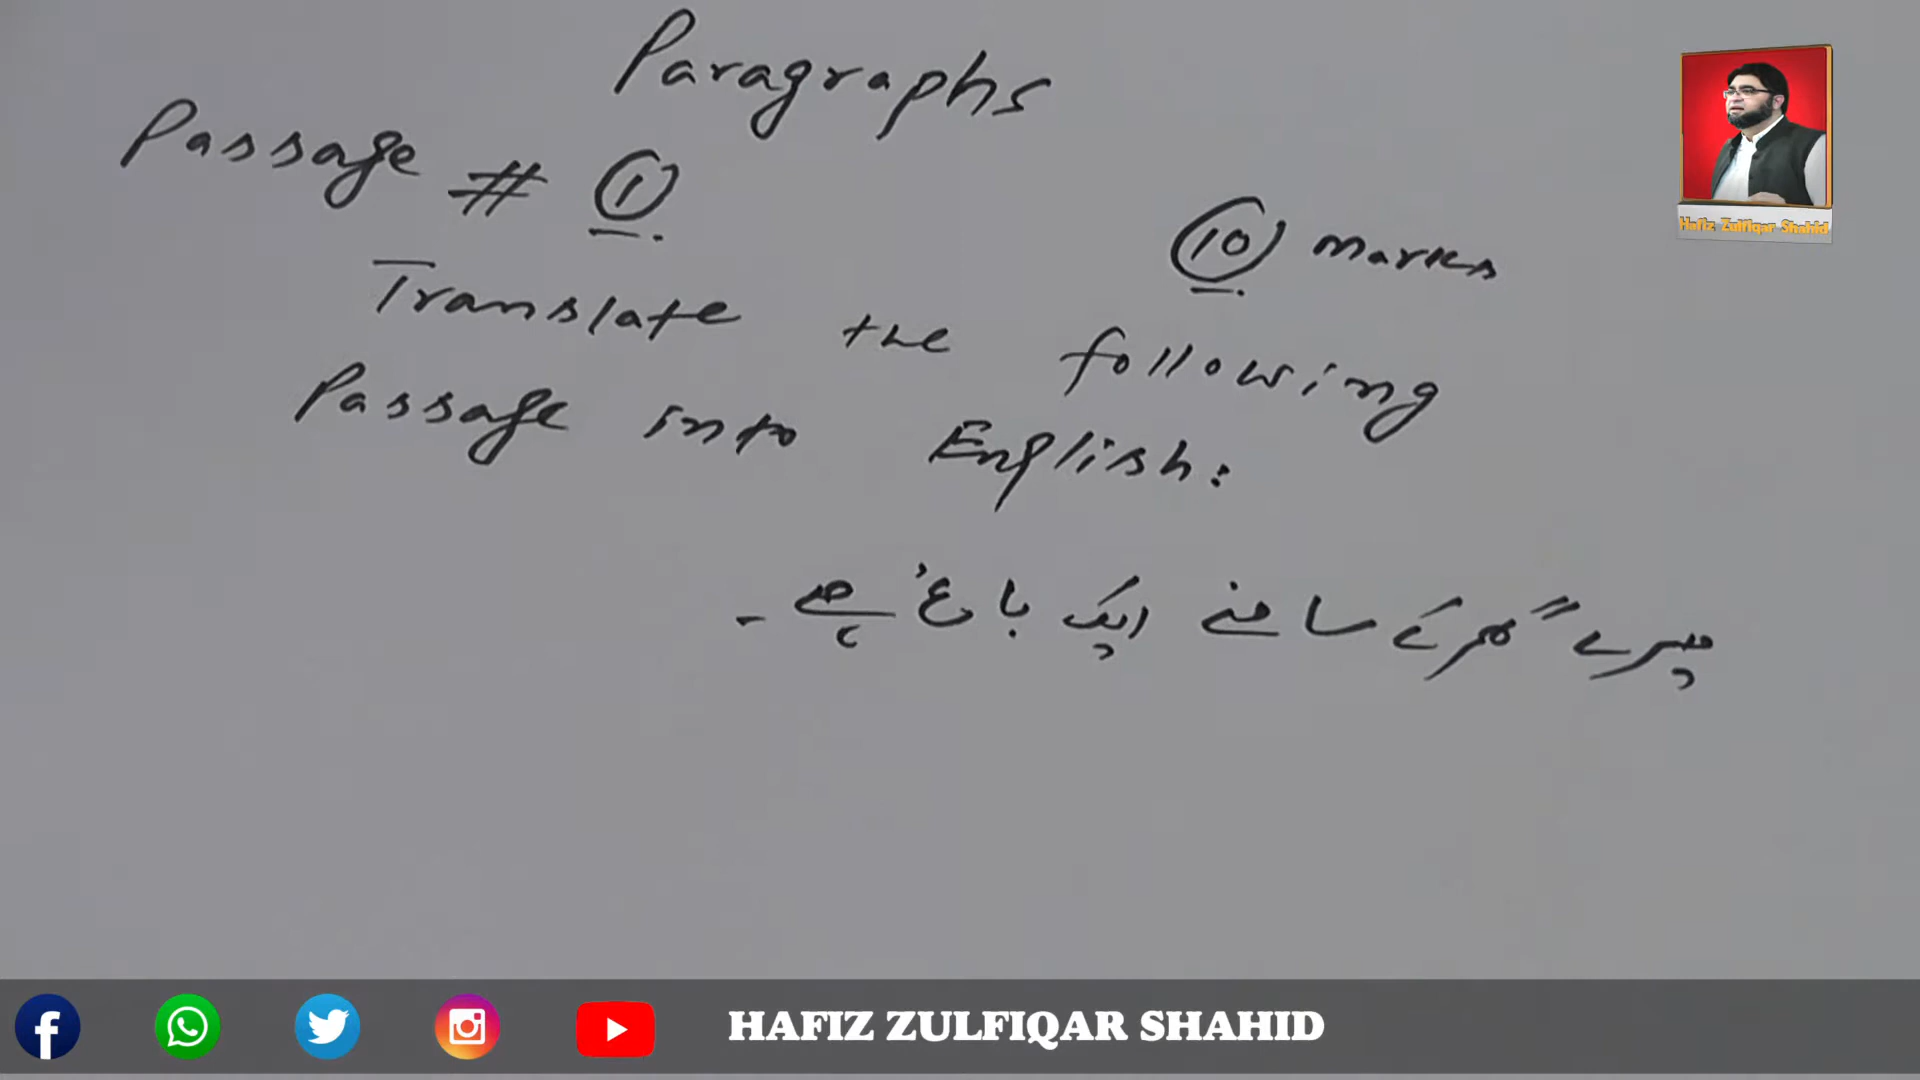 Paragraphs
Passage # 1
10 marks
Translate the following
Passage into English:
میرے گھر کے سامنے ایک باغ ہے ۔
Hafiz Zulfiqar Shahid
HAFIZ ZULFIQAR SHAHID